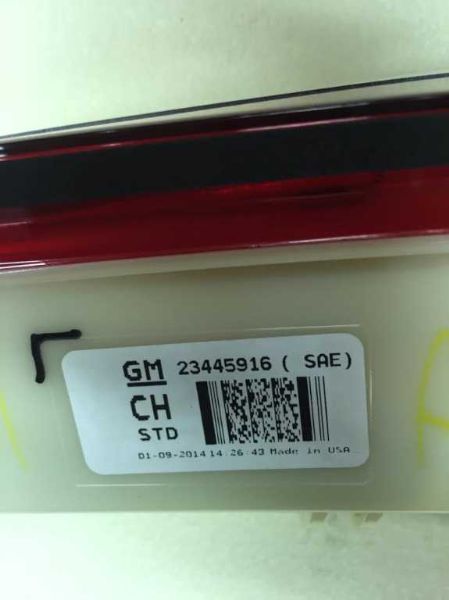 GM 23445916 ( SAE)
CH
STD
01-09-2014 14:26:43 Made in USA